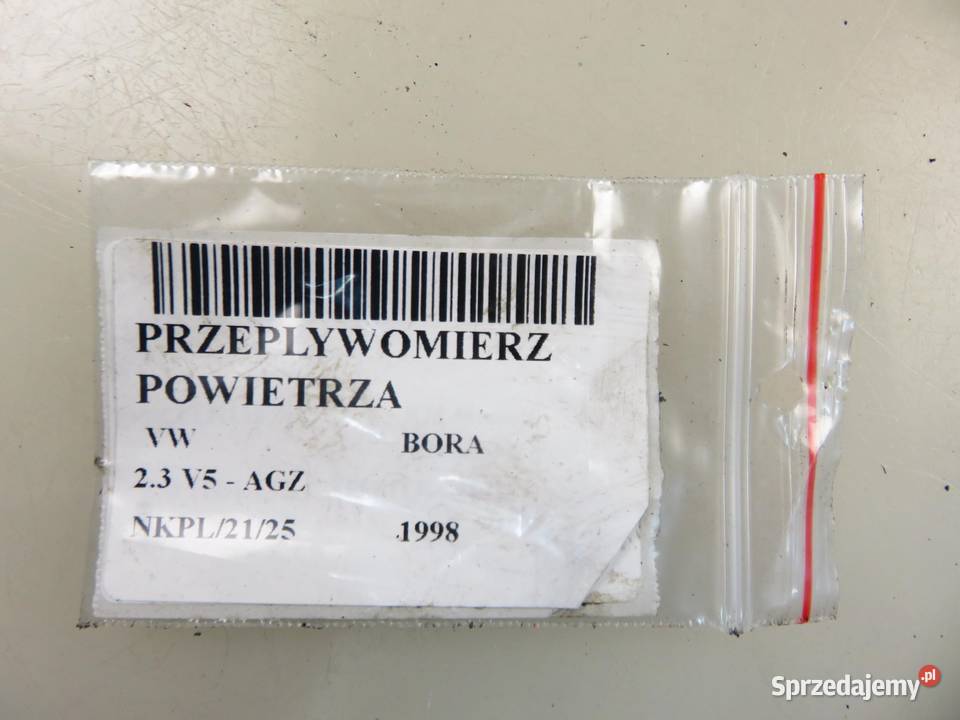 PRZEPLYWOMIERZ
POWIETRZA
VW BORA
2.3 V5 - AGZ
NKPL/21/25 1998
Sprzedajemy.pl